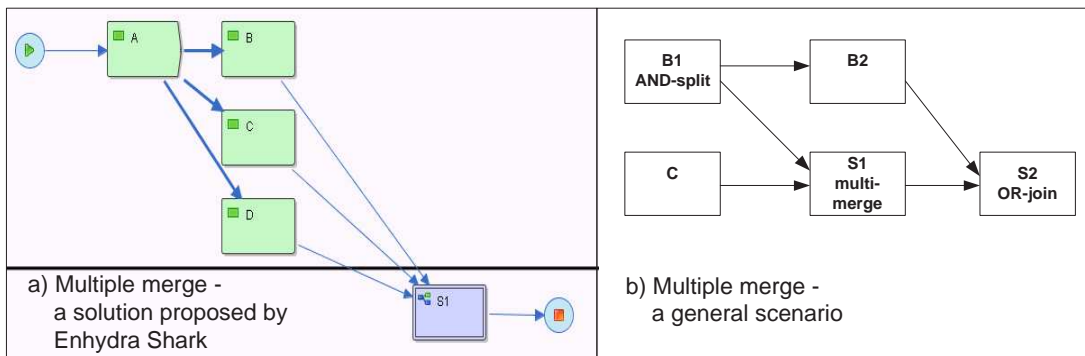 A
B
C
D
S1
a) Multiple merge -
a solution proposed by
Enhydra Shark
B1
AND-split
B2
C
S1
multi-
merge
S2
OR-join
b) Multiple merge -
a general scenario